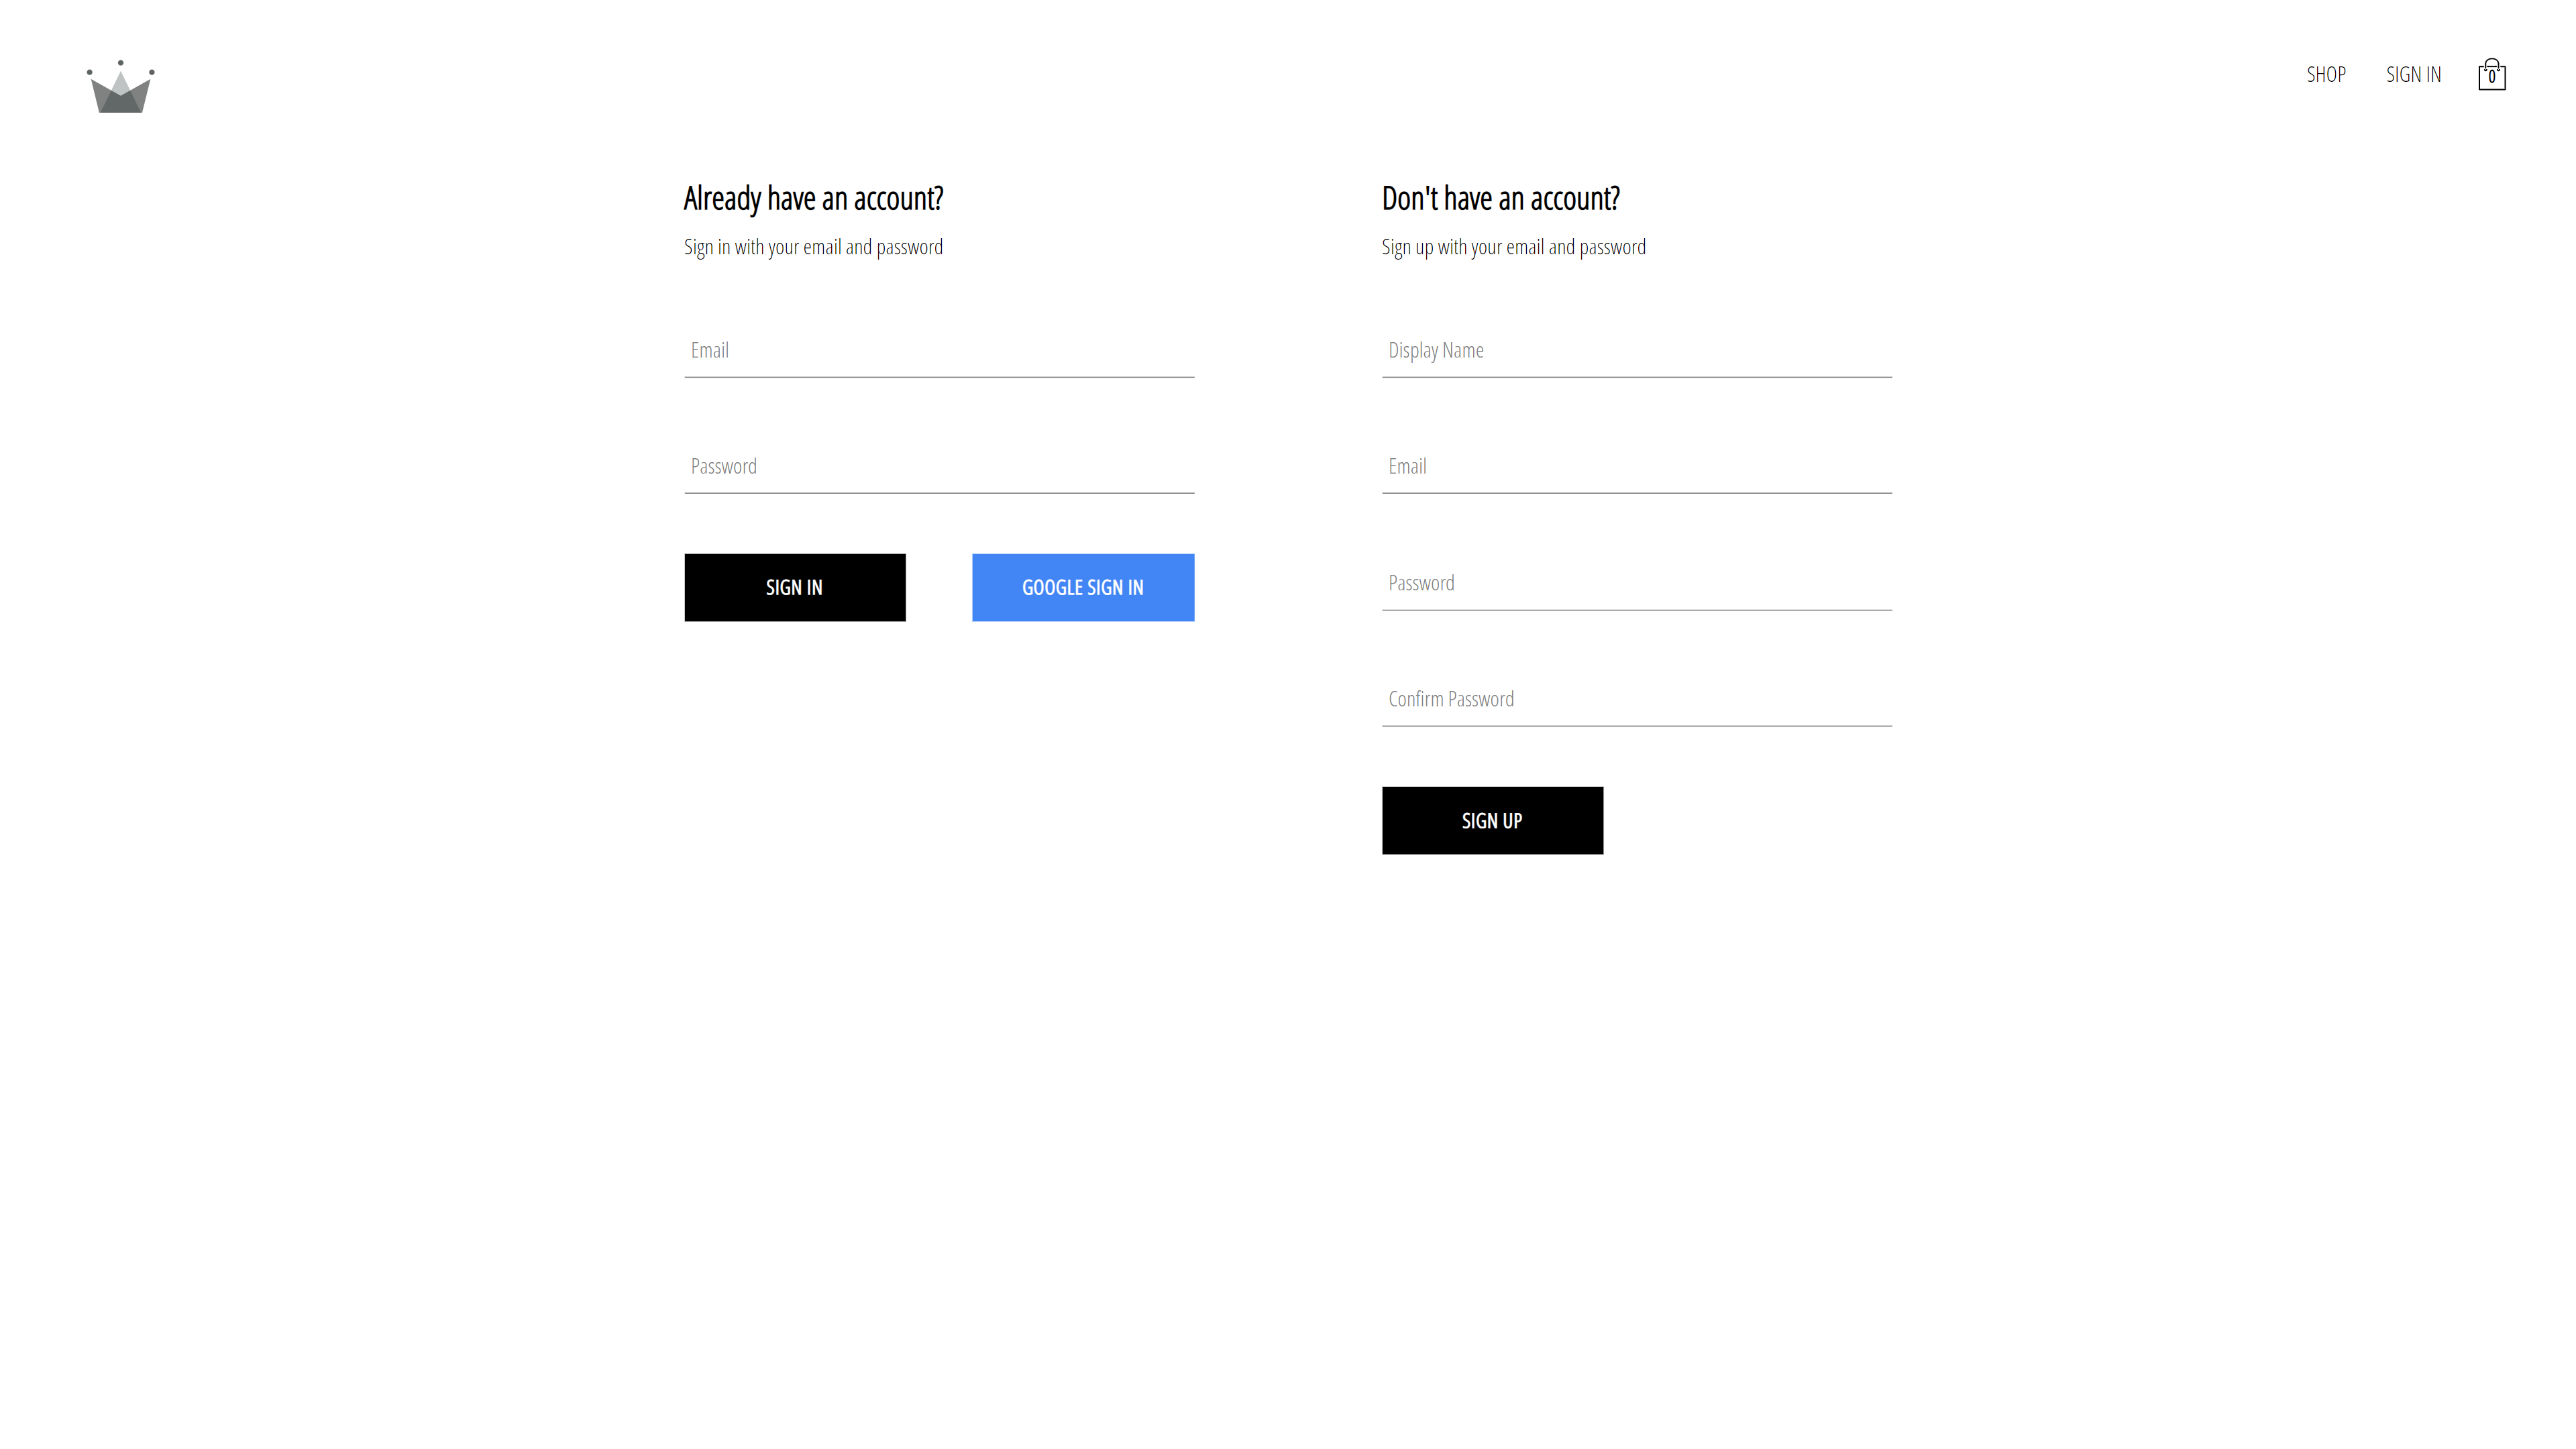 SHOP
SIGN IN
0
Already have an account?
Sign in with your email and password
Email
Password
SIGN IN
GOOGLE SIGN IN
Don't have an account?
Sign up with your email and password
Display Name
Email
Password
Confirm Password
SIGN UP